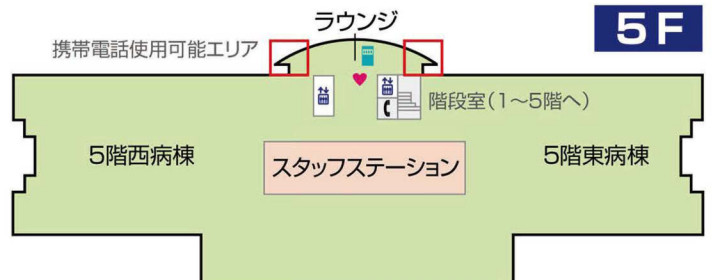 ラウンジ
5F
携帯電話使用可能エリア
階段室（1〜5階へ）
5階西病棟
スタッフステーション
5階東病棟